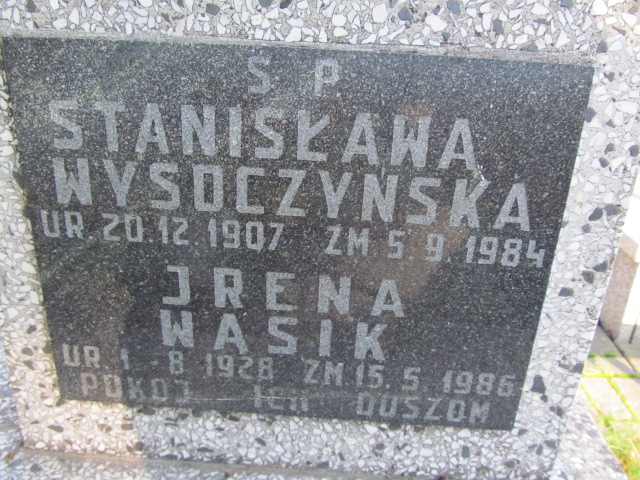 S P
STANISŁAWA
WYSOCZYNSKA
UR 20.12.1907 ZM 5.9.1984
JRENA
WASIK
UR.1-8 1928 ZM.15.5 1986
POKOJ ICH DUSZOM